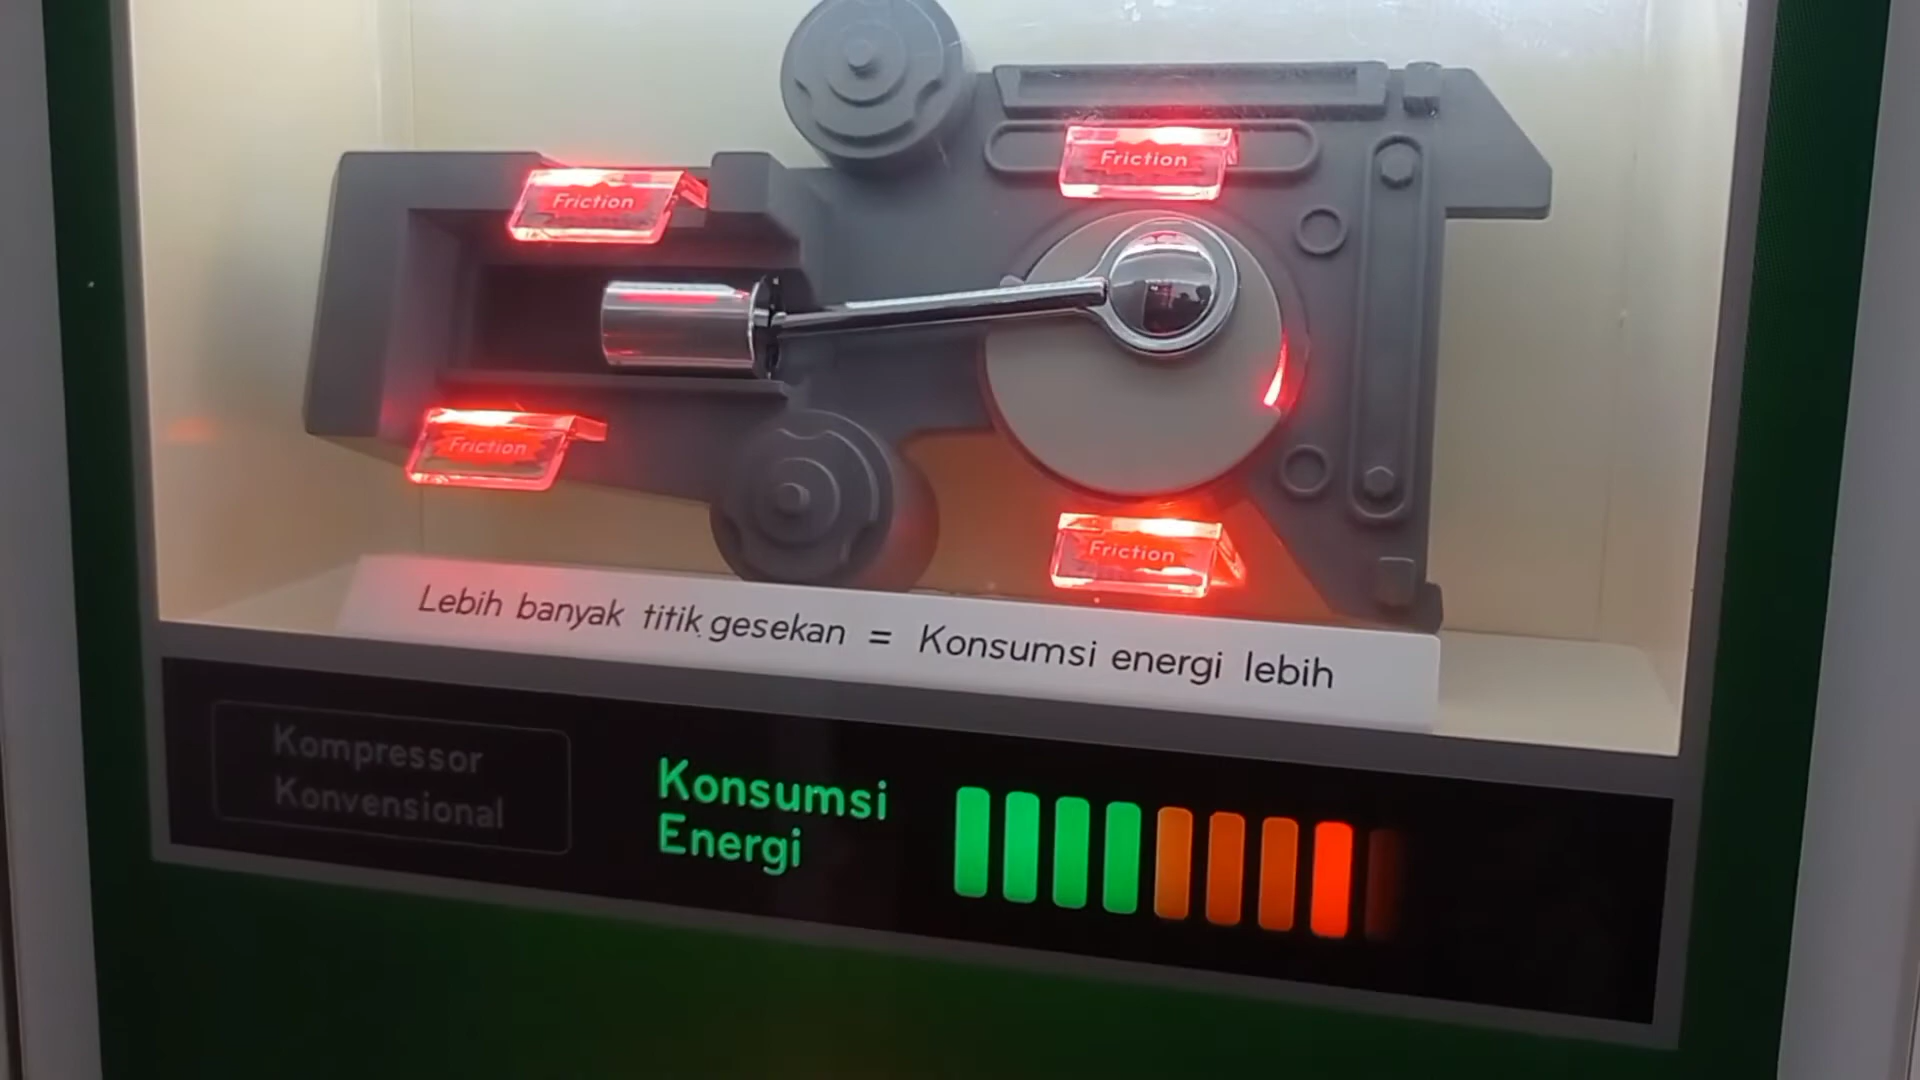 Friction
Friction
Friction
Friction
Lebih banyak titik gesekan = Konsumsi energi lebih
Kompressor
Konvensional
Konsumsi
Energi